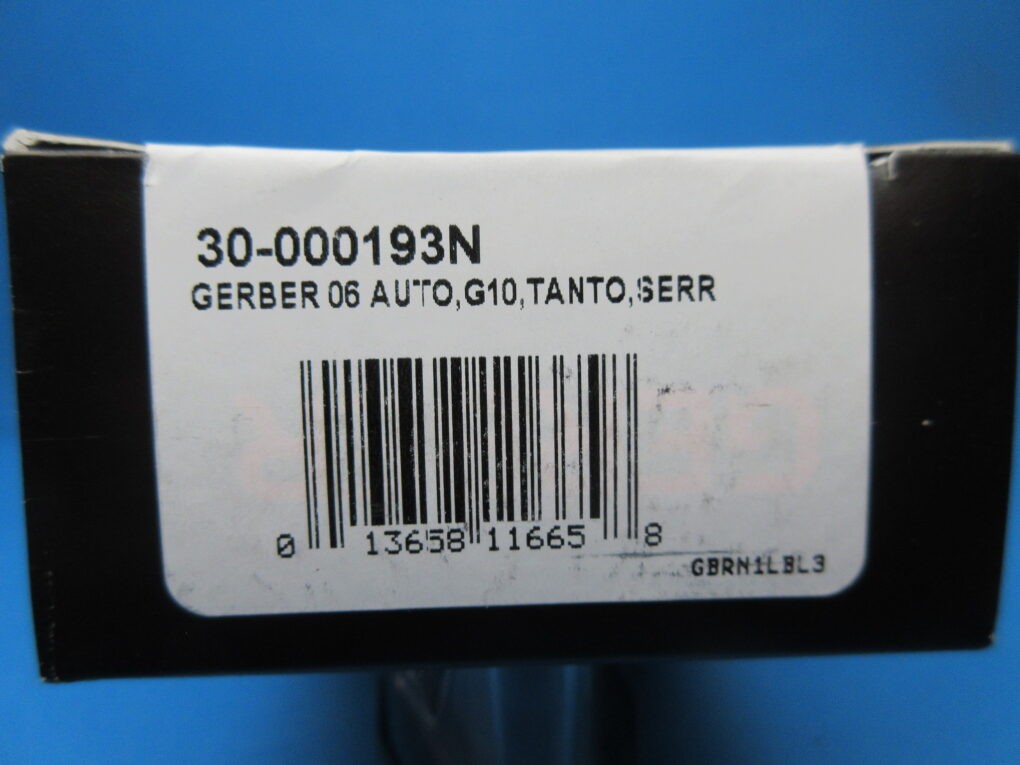 30-000193N
GERBER 06 AUTO,G10,TANTO,SERR
0 13658 11665 8
GBRN1LBL3